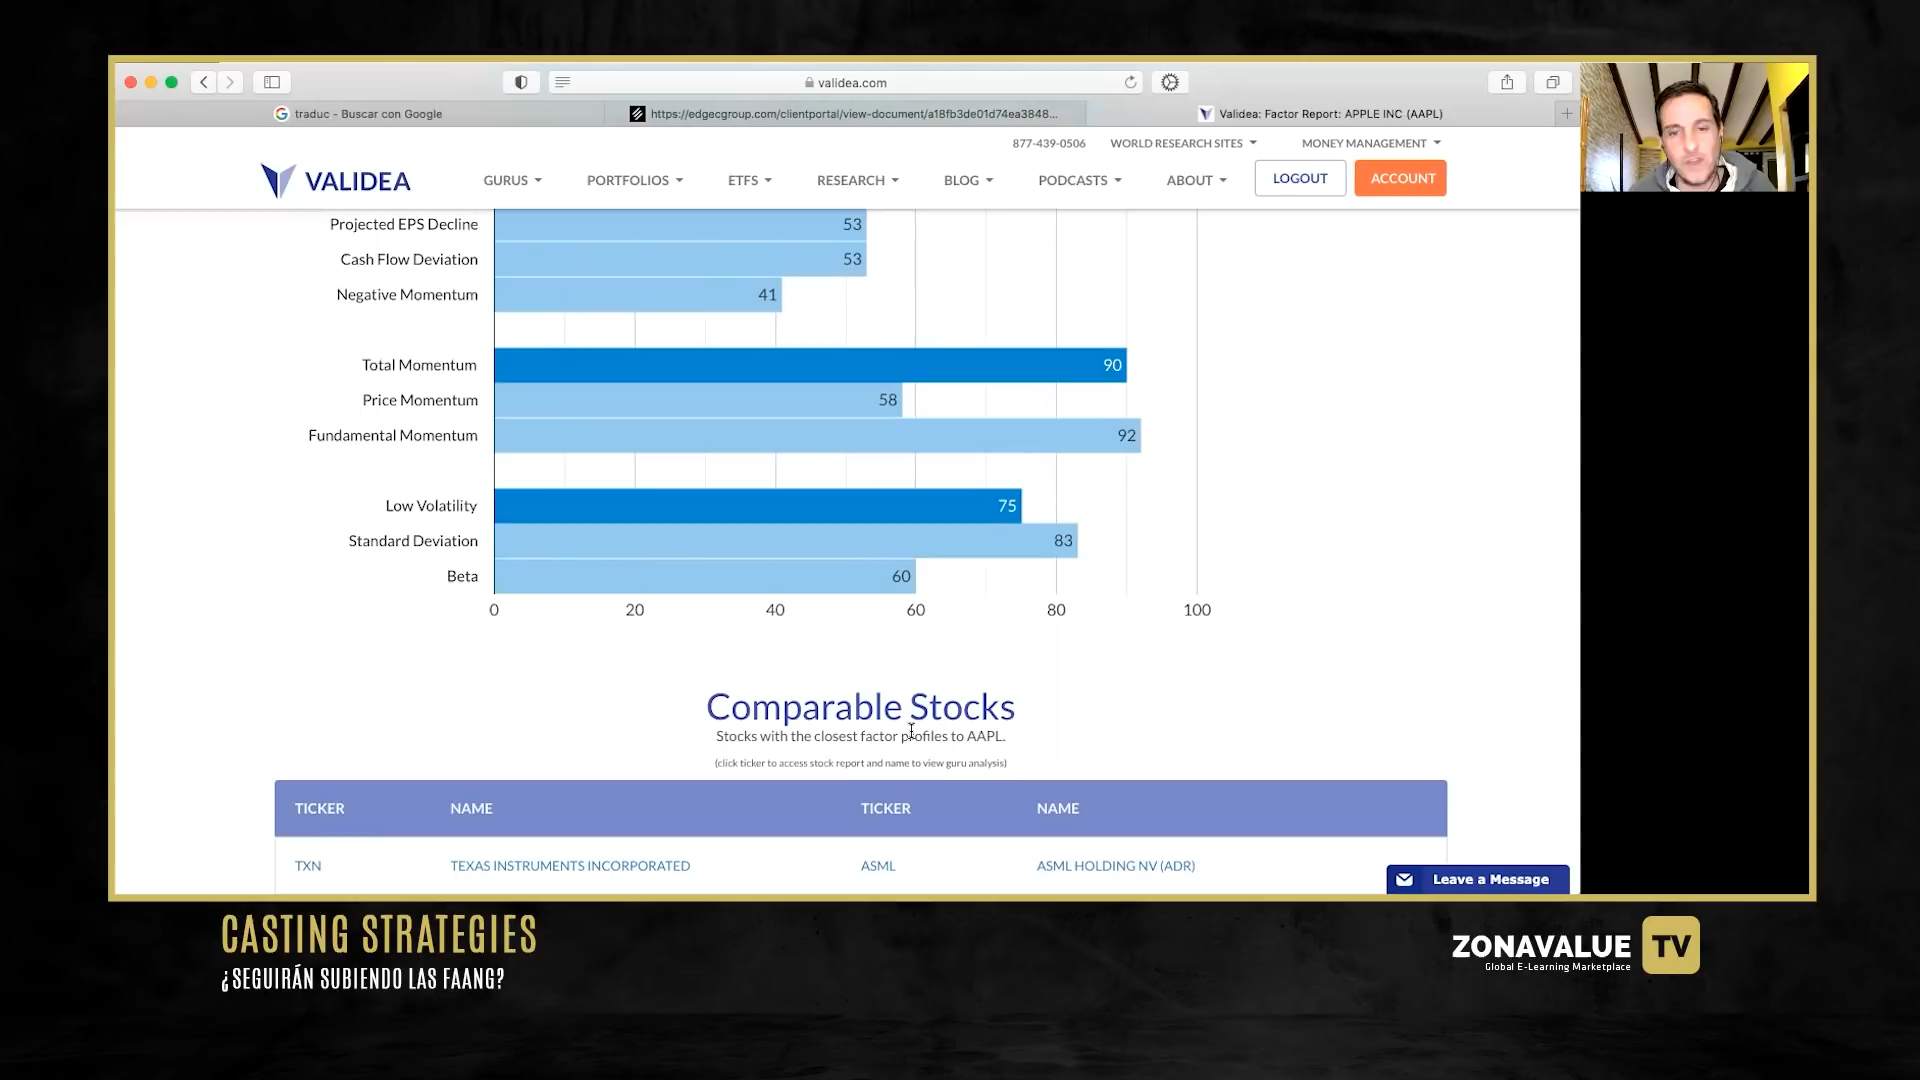 validea.com
traduc - Buscar con Google
https://edgecgroup.com/clientportal/view-document/a18fb3de01d74ea3848...
Validea: Factor Report: APPLE INC (AAPL)
877-439-0506
WORLD RESEARCH SITES
MONEY MANAGEMENT
VALIDEA
GURUS
PORTFOLIOS
ETFS
RESEARCH
BLOG
PODCASTS
ABOUT
LOGOUT
ACCOUNT
Projected EPS Decline 53
Cash Flow Deviation 53
Negative Momentum 41
Total Momentum 90
Price Momentum 58
Fundamental Momentum 92
Low Volatility 75
Standard Deviation 83
Beta 60
0 20 40 60 80 100
Comparable Stocks
Stocks with the closest factor profiles to AAPL.
(click ticker to access stock report and name to view guru analysis)
TICKER NAME TICKER NAME
TXN TEXAS INSTRUMENTS INCORPORATED ASML ASML HOLDING NV (ADR)
Leave a Message
CASTING STRATEGIES
¿SEGUIRÁN SUBIENDO LAS FAANG?
ZONAVALUE TV
Global E-Learning Marketplace